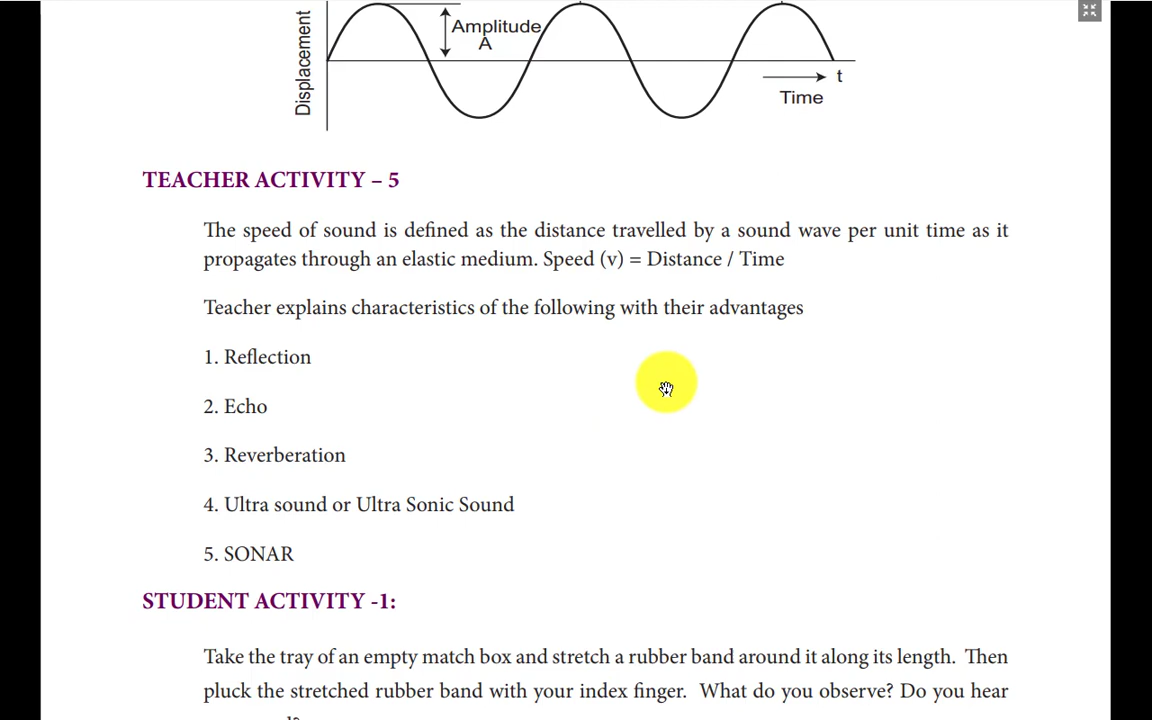 Displacement
Amplitude
A
t
Time
TEACHER ACTIVITY – 5
The speed of sound is defined as the distance travelled by a sound wave per unit time as it
propagates through an elastic medium. Speed (v) = Distance / Time
Teacher explains characteristics of the following with their advantages
1. Reflection
2. Echo
3. Reverberation
4. Ultra sound or Ultra Sonic Sound
5. SONAR
STUDENT ACTIVITY -1:
Take the tray of an empty match box and stretch a rubber band around it along its length. Then
pluck the stretched rubber band with your index finger. What do you observe? Do you hear